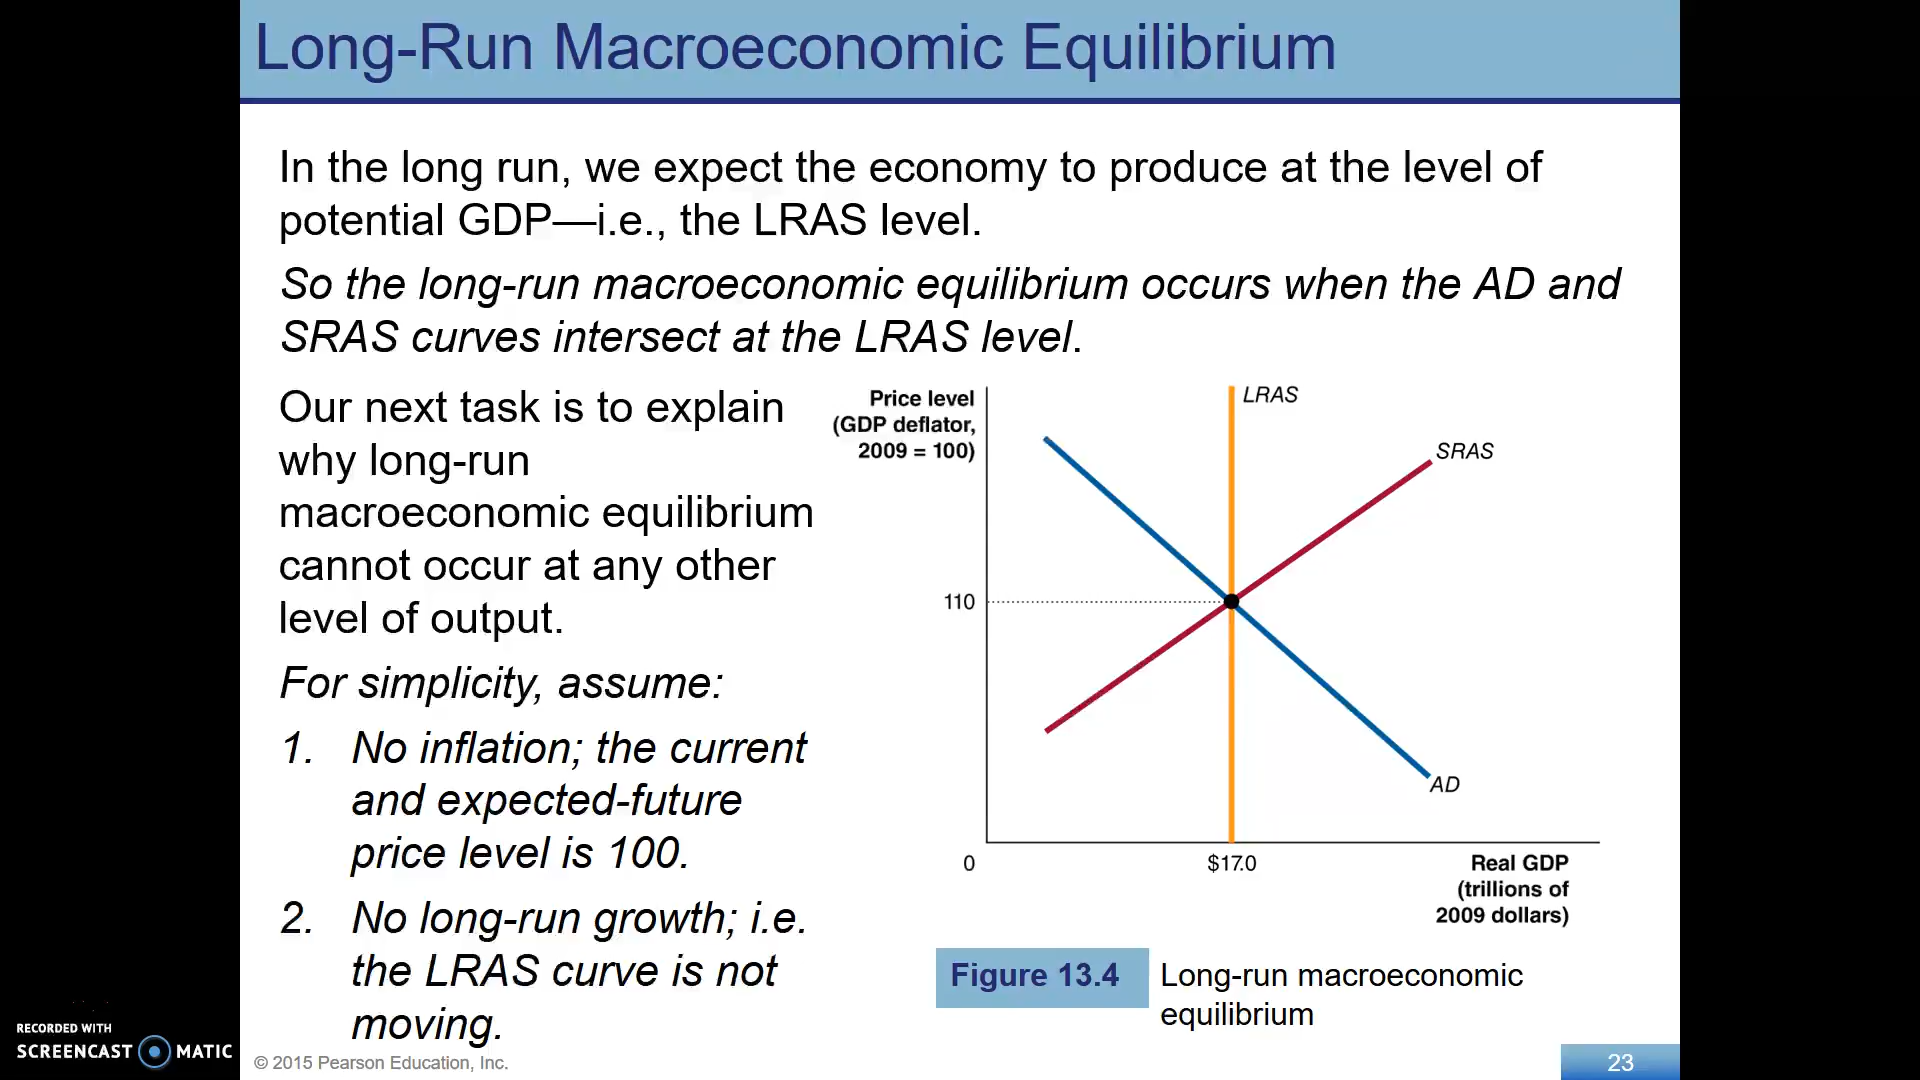 Long-Run Macroeconomic Equilibrium
In the long run, we expect the economy to produce at the level of
potential GDP—i.e., the LRAS level.
So the long-run macroeconomic equilibrium occurs when the AD and
SRAS curves intersect at the LRAS level.
Our next task is to explain
why long-run
macroeconomic equilibrium
cannot occur at any other
level of output.
For simplicity, assume:
1. No inflation; the current
and expected-future
price level is 100.
2. No long-run growth; i.e.
the LRAS curve is not
moving.
Price level
(GDP deflator,
2009 = 100)
LRAS
SRAS
110
AD
0
$17.0
Real GDP
(trillions of
2009 dollars)
Figure 13.4
Long-run macroeconomic
equilibrium
RECORDED WITH
SCREENCAST MATIC
© 2015 Pearson Education, Inc.
23